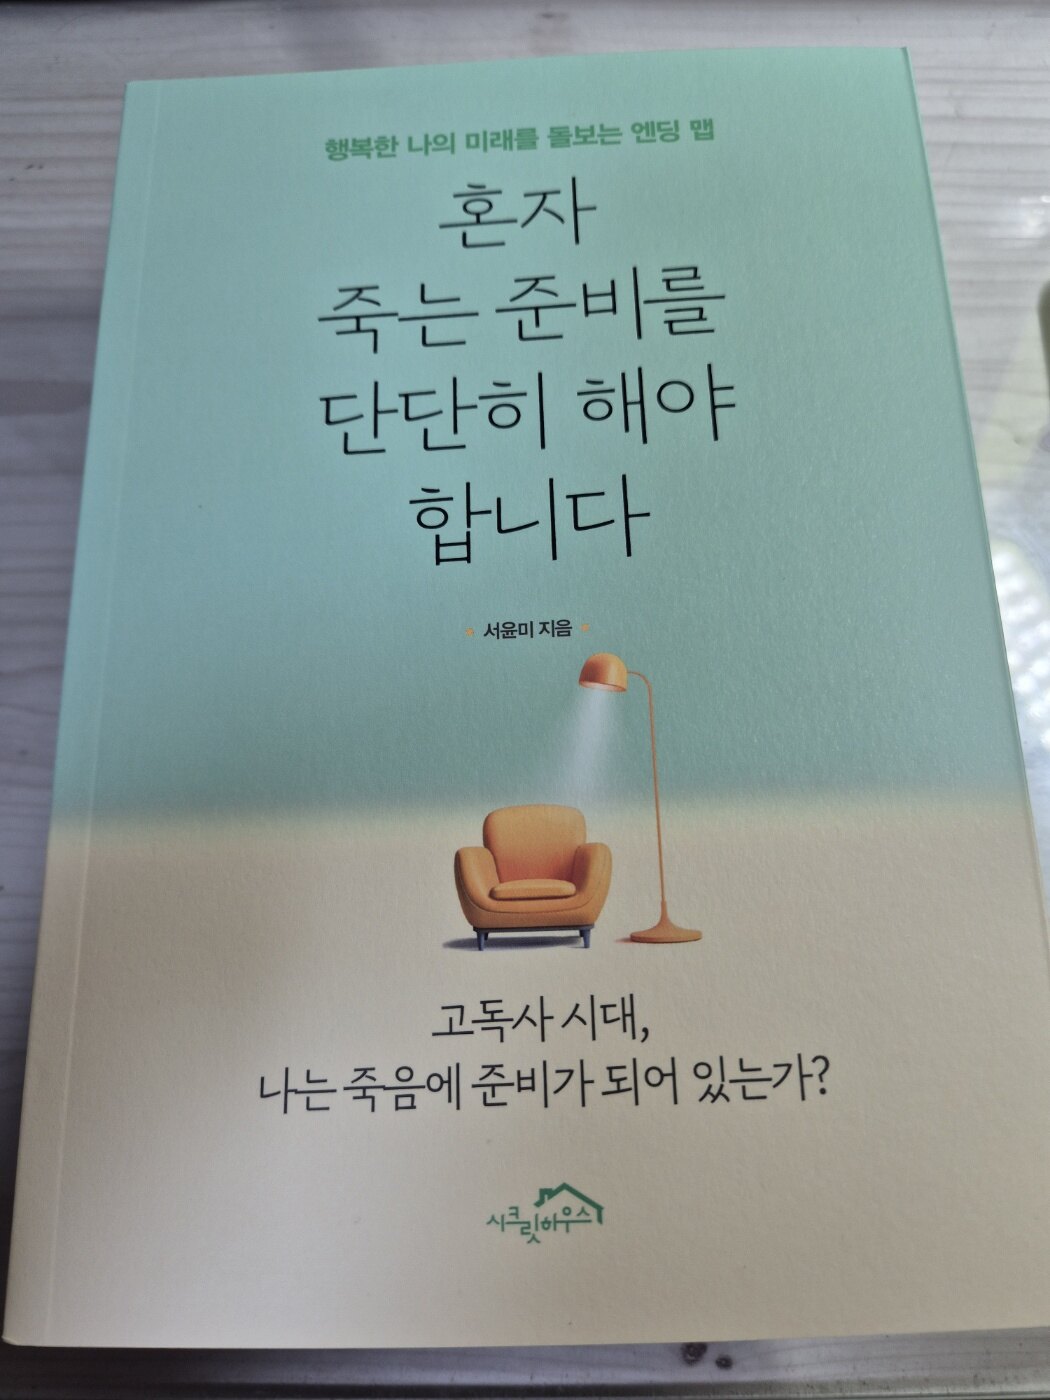 행복한 나의 미래를 돌보는 엔딩 맵
혼자
죽는 준비를
단단히 해야
합니다
서윤미 지음
고독사 시대,
나는 죽음에 준비가 되어 있는가?
시크릿하우스